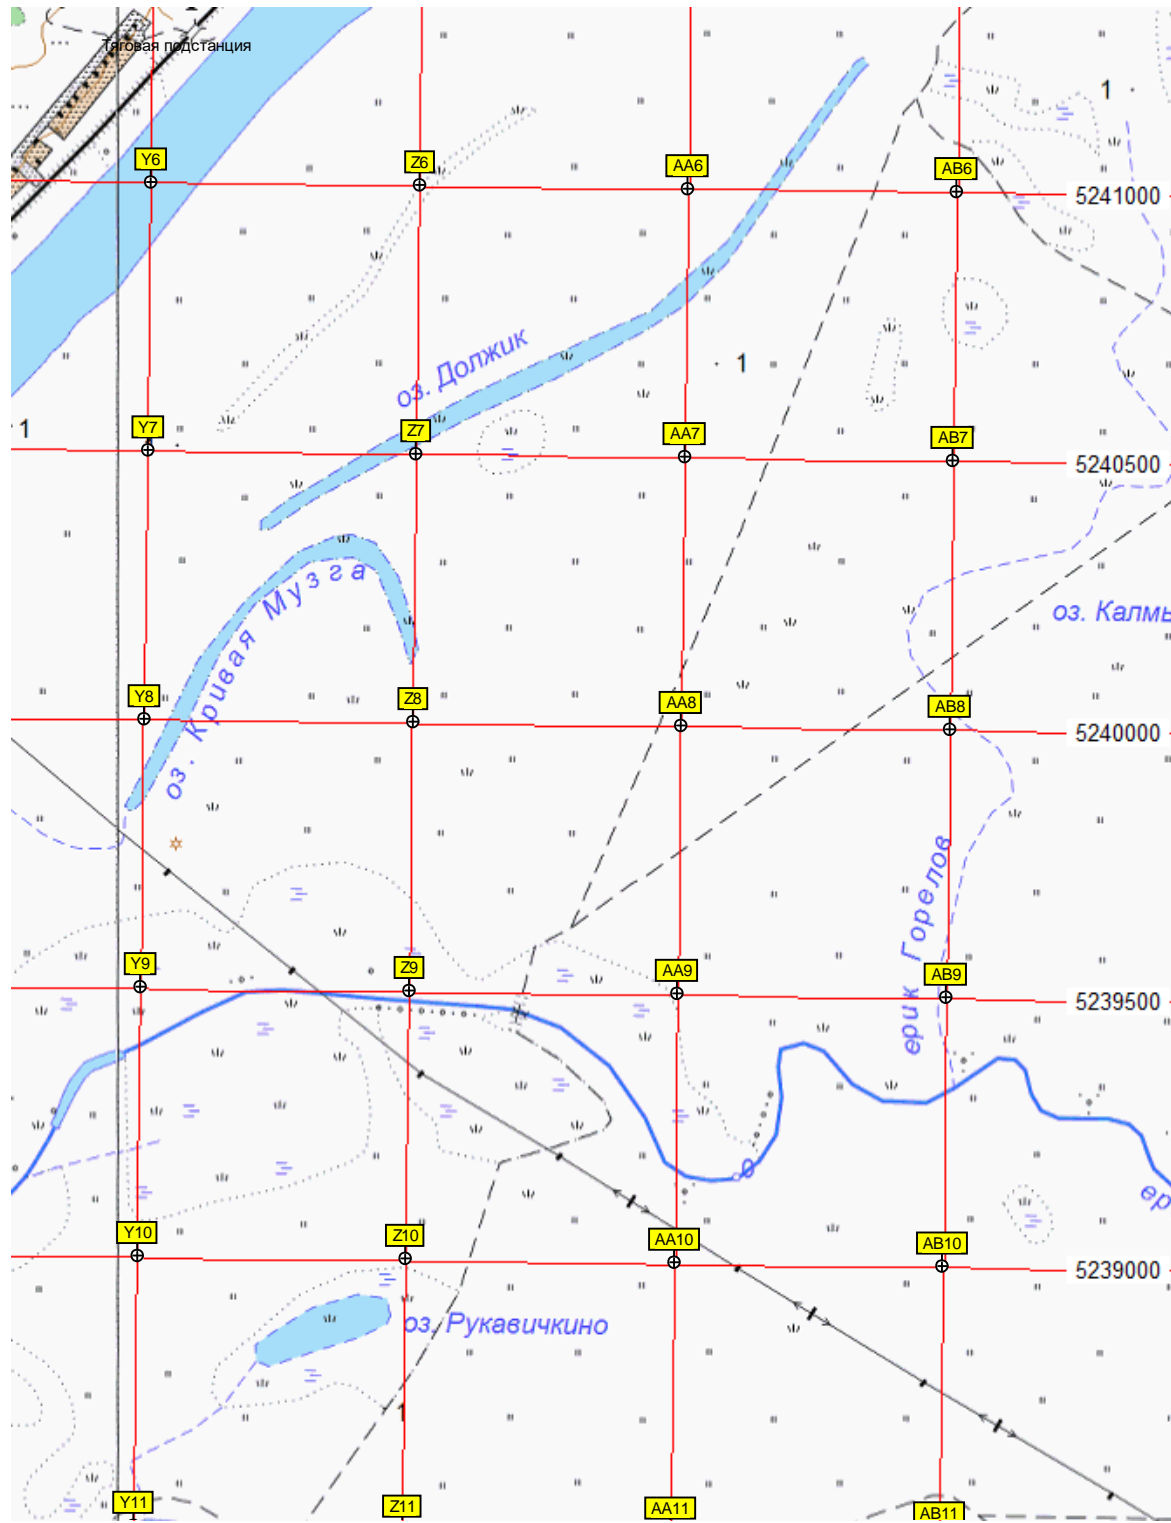 Тяговая подстанция
1
Y6
Z6
AA6
AB6
5241000
оз. Должик
1
1
Y7
Z7
AA7
AB7
5240500
оз. Кривая Музга
оз. Калмы
Y8
Z8
AA8
AB8
5240000
ерик Горелов
Y9
Z9
AA9
AB9
5239500
0
ер
Y10
Z10
AA10
AB10
5239000
оз. Рукавичкино
1
Y11
Z11
AA11
AB11